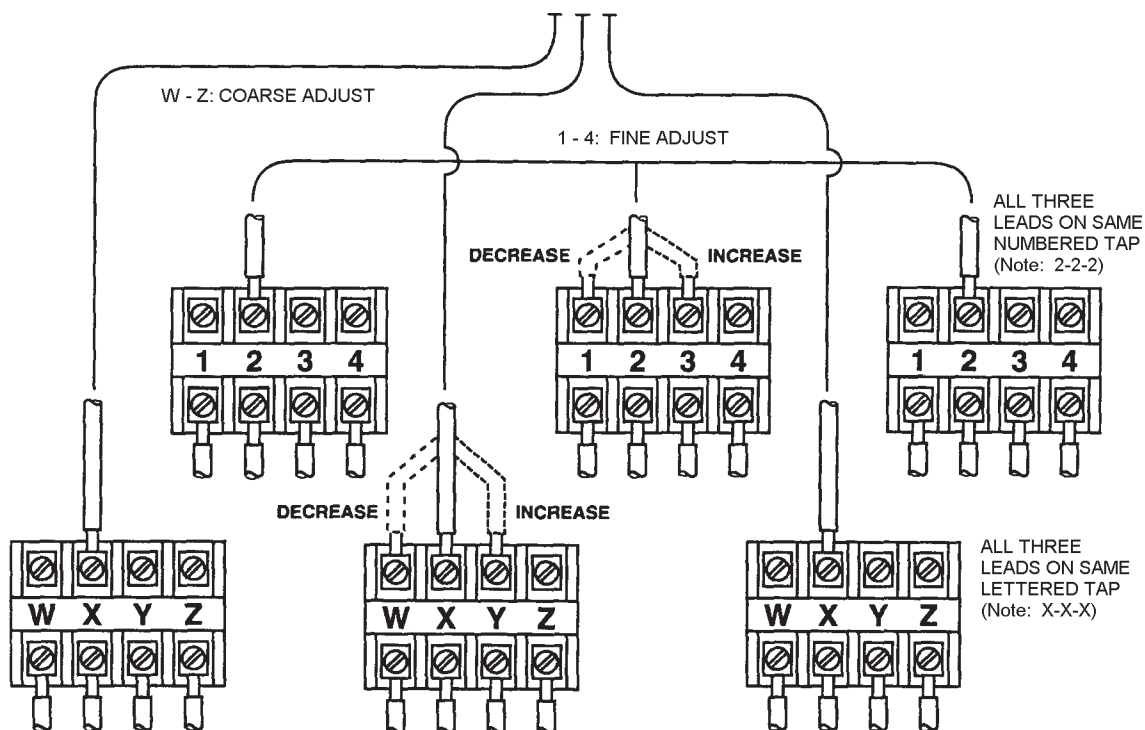 W - Z: COARSE ADJUST
1 - 4: FINE ADJUST
ALL THREE
LEADS ON SAME
NUMBERED TAP
(Note: 2-2-2)
DECREASE
INCREASE
1 2 3 4
1 2 3 4
1 2 3 4
DECREASE
INCREASE
ALL THREE
LEADS ON SAME
LETTERED TAP
(Note: X-X-X)
W X Y Z
W X Y Z
W X Y Z